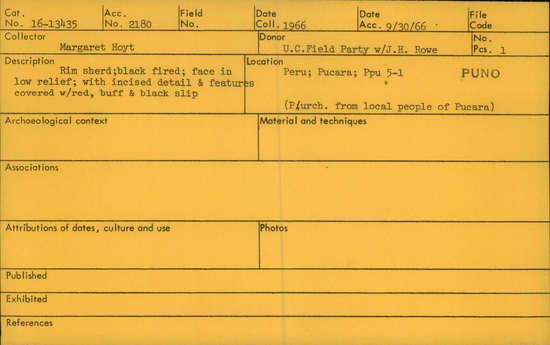 Cat. No. 16-13435 Acc. No. 2180 Field No. Date Coll. 1966 Date Acc. 9/30/66 File Code
Collector Margaret Hoyt Donor U.C.Field Party w/J.H. Rowe No. Pcs. 1
Description Rim sherd;black fired; face in
low relief; with incised detail & features
covered w/red, buff & black slip
Location Peru; Pucara; Ppu 5-1 PUNO
(P/urch. from local people of Pucara)
Archaeological context
Material and techniques
Associations
Attributions of dates, culture and use
Photos
Published
Exhibited
References